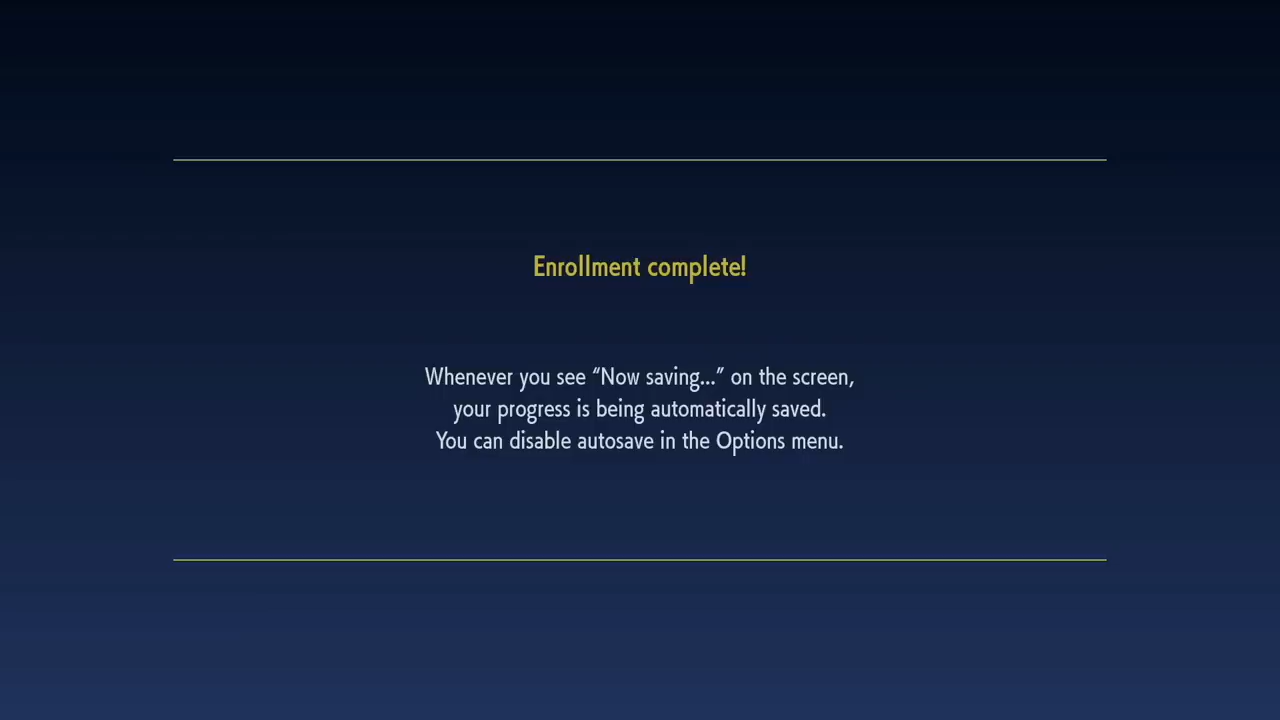 Enrollment complete!
Whenever you see “Now saving...” on the screen,
your progress is being automatically saved.
You can disable autosave in the Options menu.